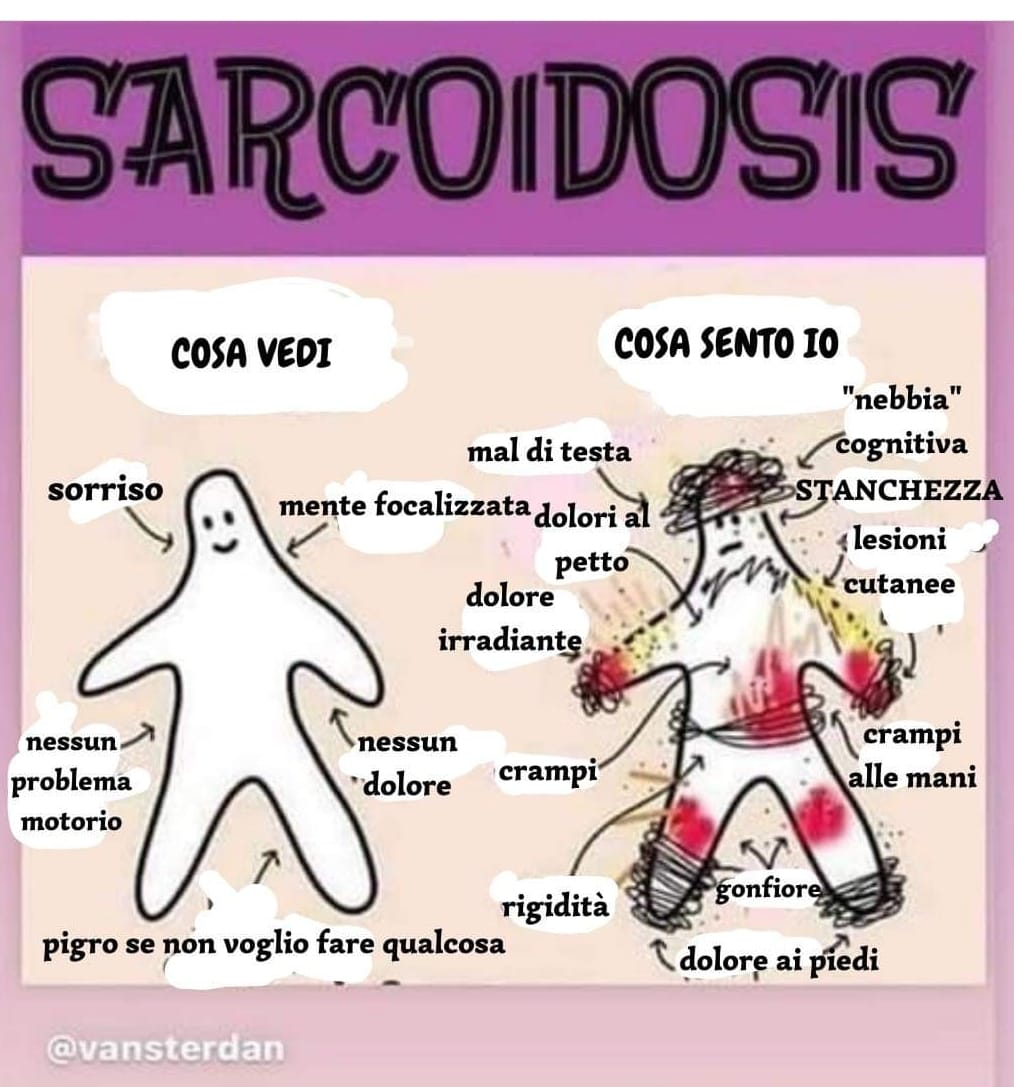 SARCOIDOSIS
COSA VEDI
sorriso
mente focalizzata
nessun
problema
motorio
nessun
dolore
pigro se non voglio fare qualcosa
COSA SENTO IO
"nebbia"
cognitiva
mal di testa
STANCHEZZA
dolori al
petto
lesioni
cutanee
dolore
irradiante
crampi
crampi
alle mani
rigidità
gonfiore
dolore ai piedi
@vansterdan